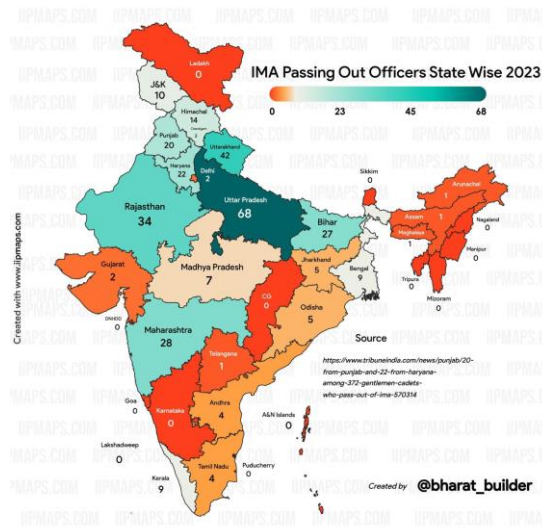 IMA Passing Out Officers State Wise 2023
0
23
45
68
Ladakh
0
J&K
10
Himachal
14
Chandigarh
Punjab
20
Uttarakhand
42
Haryana
22
Delhi
2
Rajasthan
34
Uttar Pradesh
68
Sikkim
0
Arunachal
1
Assam
1
Nagaland
0
Meghalaya
1
Manipur
0
Tripura
0
Mizoram
0
Bihar
27
Jharkhand
5
Bengal
9
Gujarat
2
Madhya Pradesh
7
CG
0
Odisha
5
DNHDD
0
Maharashtra
28
Telangana
1
Goa
0
Karnataka
0
Andhra
4
A&N Islands
0
Lakshadweep
0
Kerala
9
Tamil Nadu
4
Puducherry
0
Source
https://www.tribuneindia.com/news/punjab/20-
from-punjab-and-22-from-haryana-
among-372-gentlemen-cadets-
who-pass-out-of-ima-570314
Created by @bharat_builder
Created with www.iipmaps.com
IIPMAPS.COM